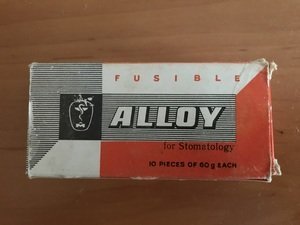 FUSIBLE
ALLOY
for Stomatology
10 PIECES OF 60 g EACH